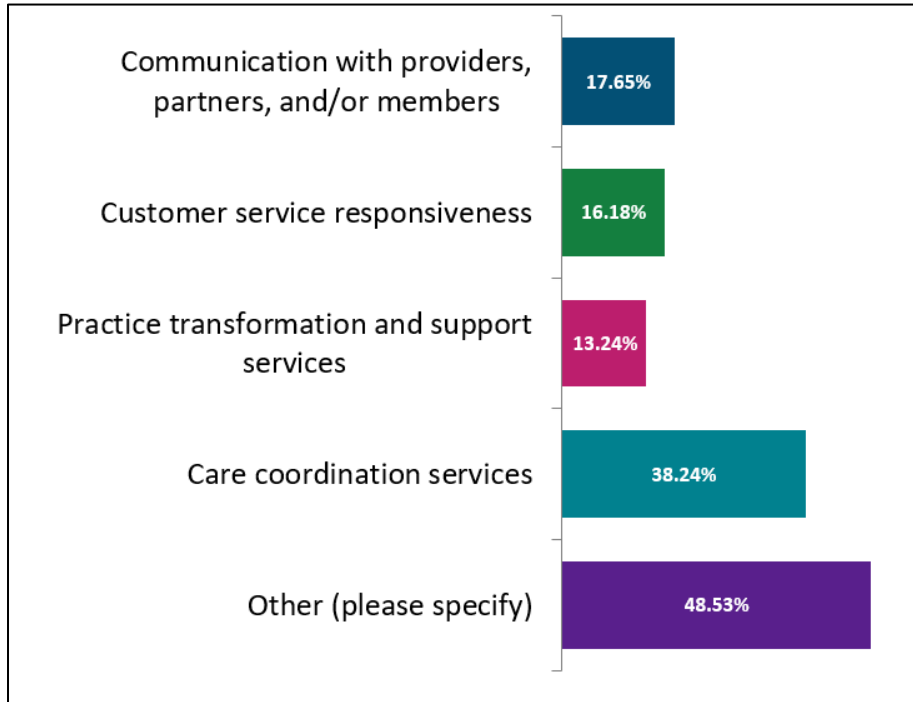 Communication with providers,
partners, and/or members
17.65%
Customer service responsiveness
16.18%
Practice transformation and support
services
13.24%
Care coordination services
38.24%
Other (please specify)
48.53%